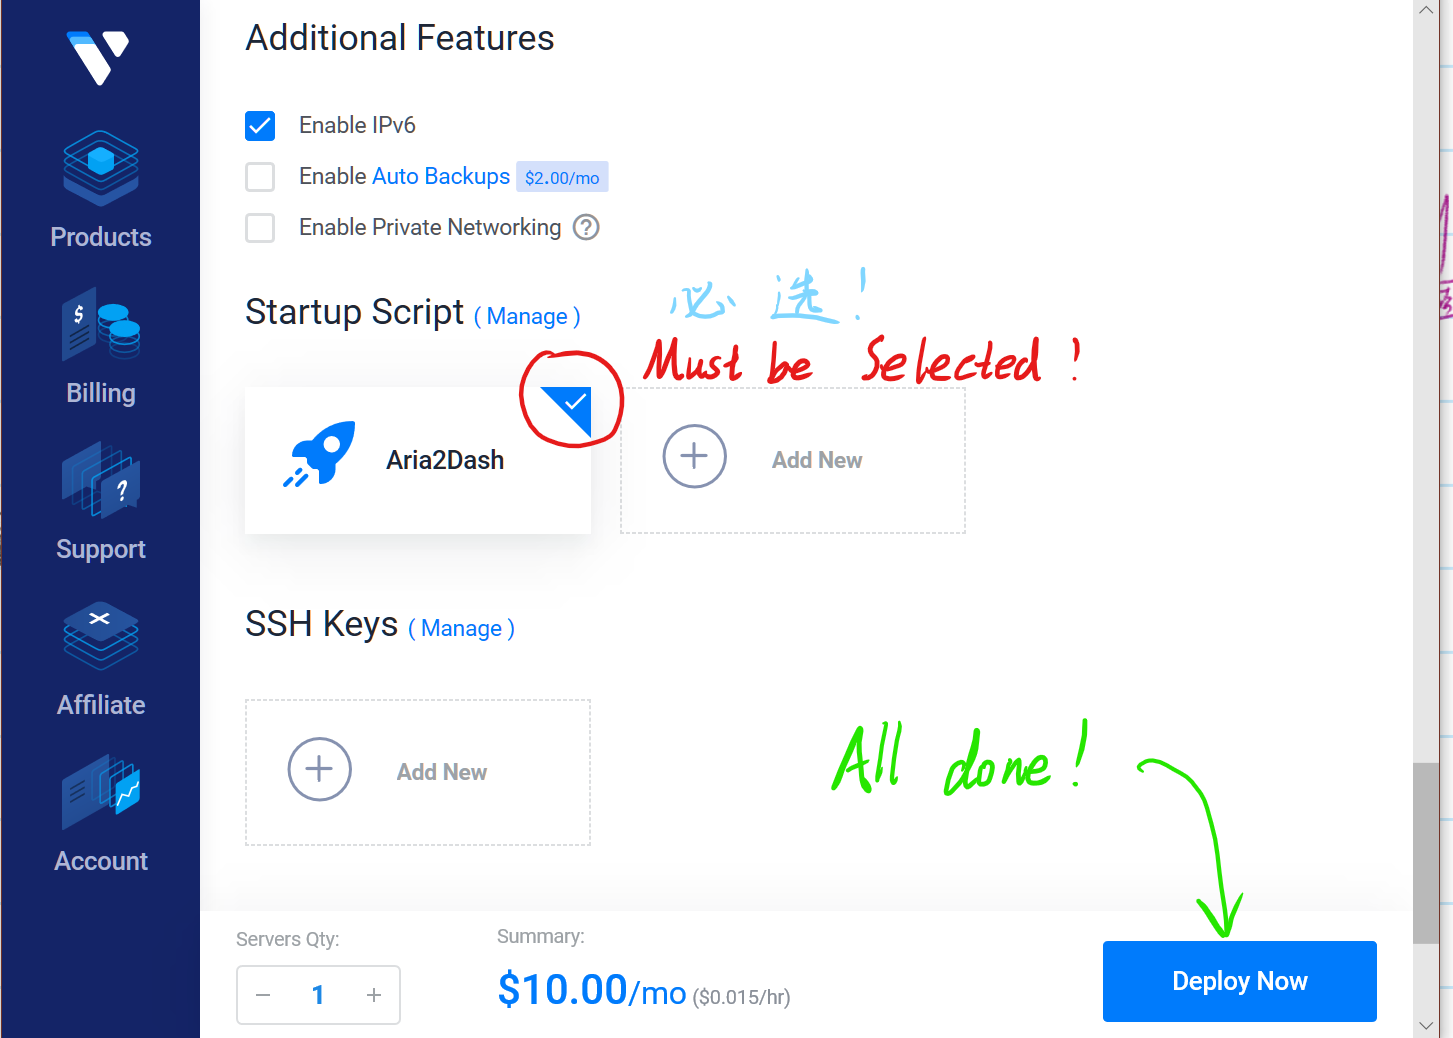 Additional Features
Enable IPv6
Enable Auto Backups $2.00/mo
Enable Private Networking ?
必选!
Startup Script ( Manage )
Must be Selected!
Aria2Dash
Add New
SSH Keys ( Manage )
Add New
All done!
Servers Qty:
− 1 +
Summary:
$10.00/mo ($0.015/hr)
Deploy Now
Products
$
Billing
?
Support
Affiliate
Account